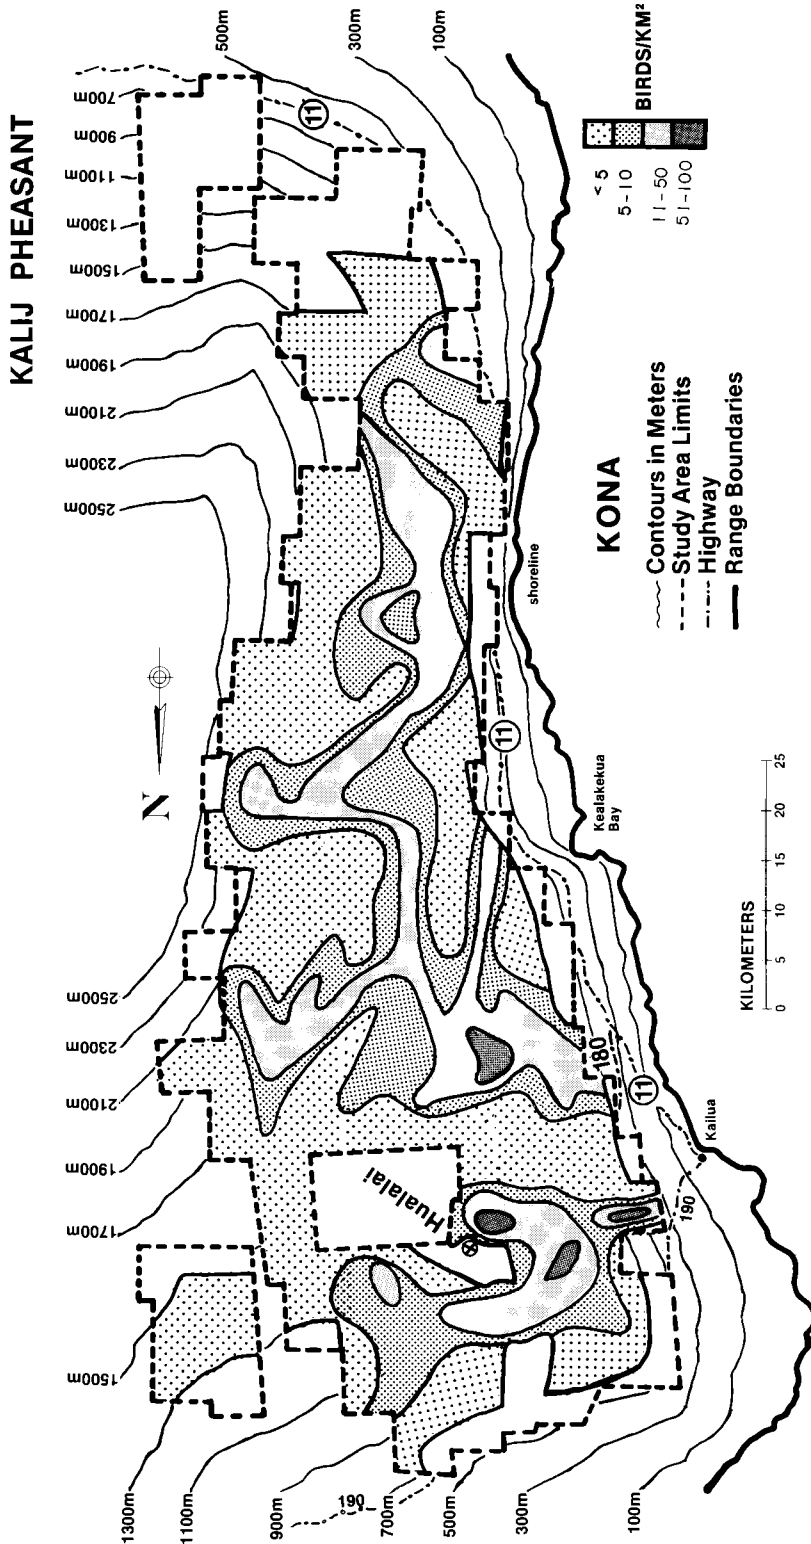 KALIJ PHEASANT
2500m
2300m
2100m
1900m
1700m
1500m
1300m
1100m
900m
700m
500m
300m
100m
11
N
2500m
2300m
2100m
1900m
1700m
1500m
1300m
1100m
900m
190
700m
500m
300m
100m
Hualalai
190
Kailua
11
180
Kealakekua
Bay
11
shoreline
KILOMETERS
0 5 10 15 20 25
KONA
Contours in Meters
Study Area Limits
Highway
Range Boundaries
< 5
5-10
11-50
51-100
BIRDS/KM²